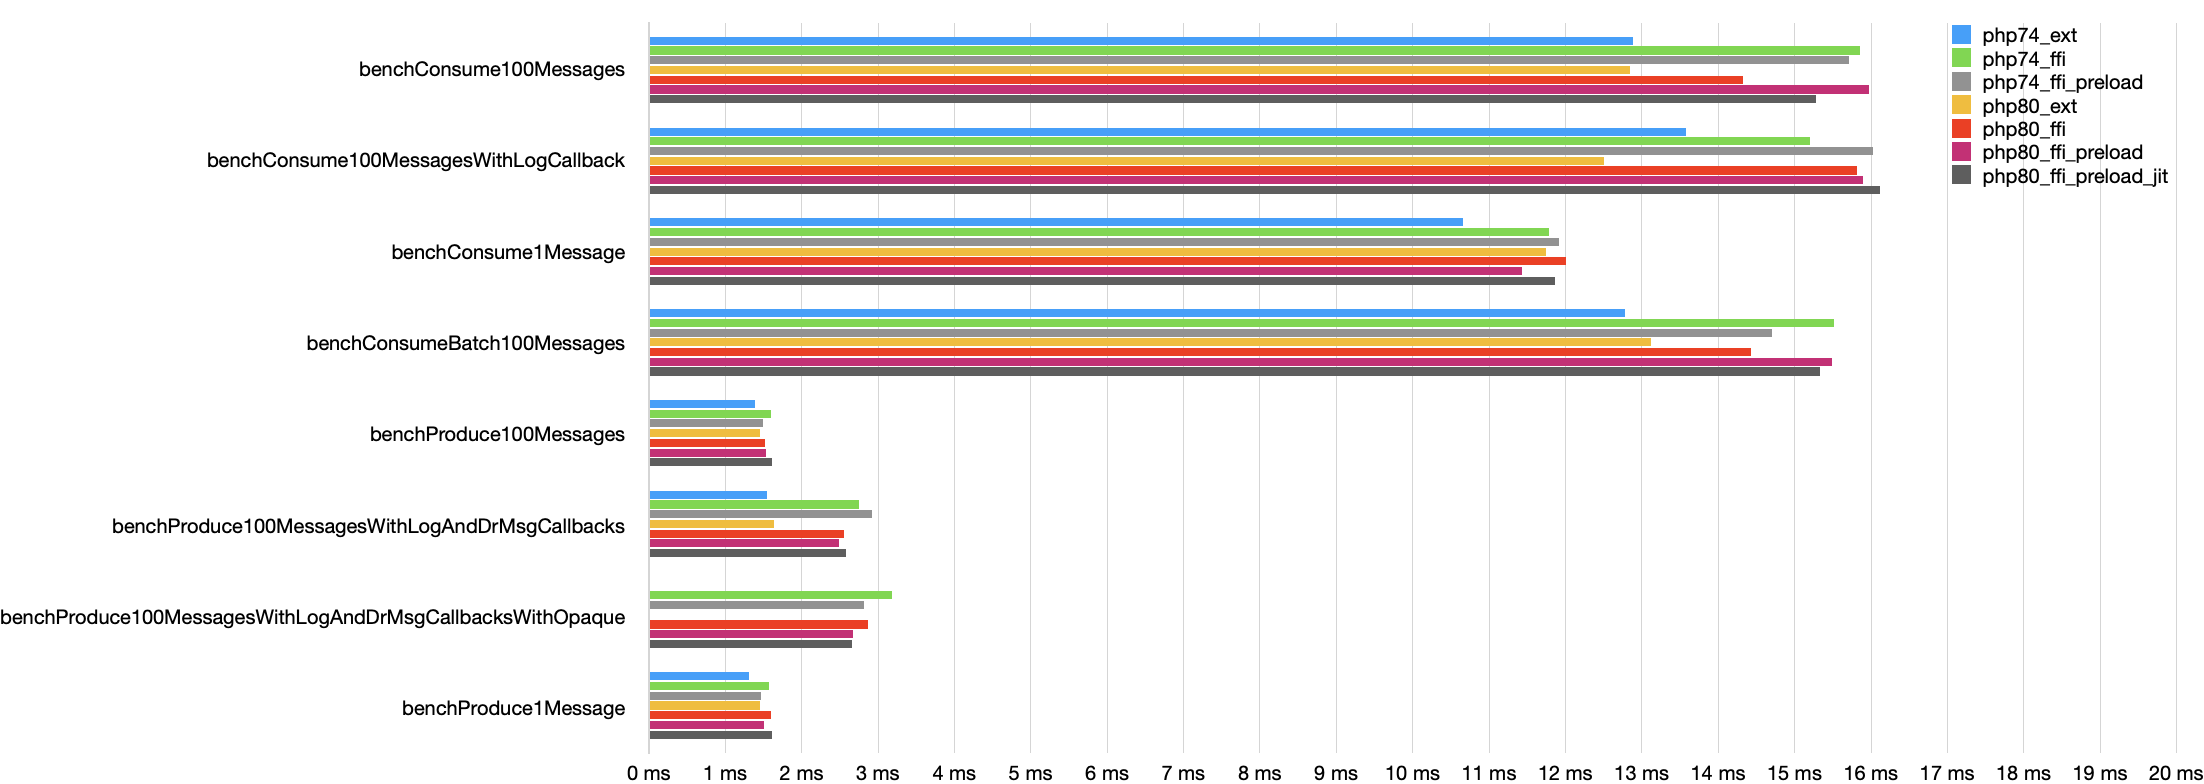 benchConsume100Messages
benchConsume100MessagesWithLogCallback
benchConsume1Message
benchConsumeBatch100Messages
benchProduce100Messages
benchProduce100MessagesWithLogAndDrMsgCallbacks
benchProduce100MessagesWithLogAndDrMsgCallbacksWithOpaque
benchProduce1Message
php74_ext
php74_ffi
php74_ffi_preload
php80_ext
php80_ffi
php80_ffi_preload
php80_ffi_preload_jit
0 ms 1 ms 2 ms 3 ms 4 ms 5 ms 6 ms 7 ms 8 ms 9 ms 10 ms 11 ms 12 ms 13 ms 14 ms 15 ms 16 ms 17 ms 18 ms 19 ms 20 ms